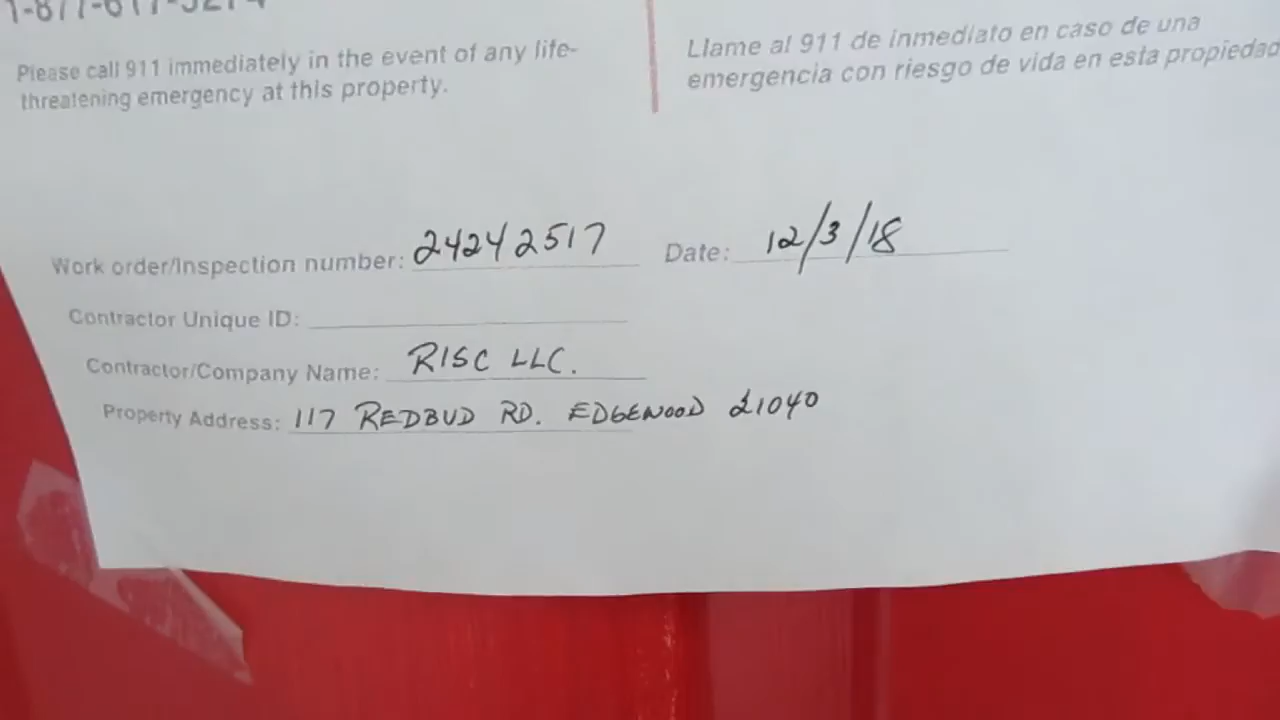 Please call 911 immediately in the event of any life-
threatening emergency at this property.
Llame al 911 de inmediato en caso de una
emergencia con riesgo de vida en esta propiedad
Work order/Inspection number: 24242517 Date: 12/3/18
Contractor Unique ID:
Contractor/Company Name: RISC LLC.
Property Address: 117 REDBUD RD. EDGEWOOD 21040